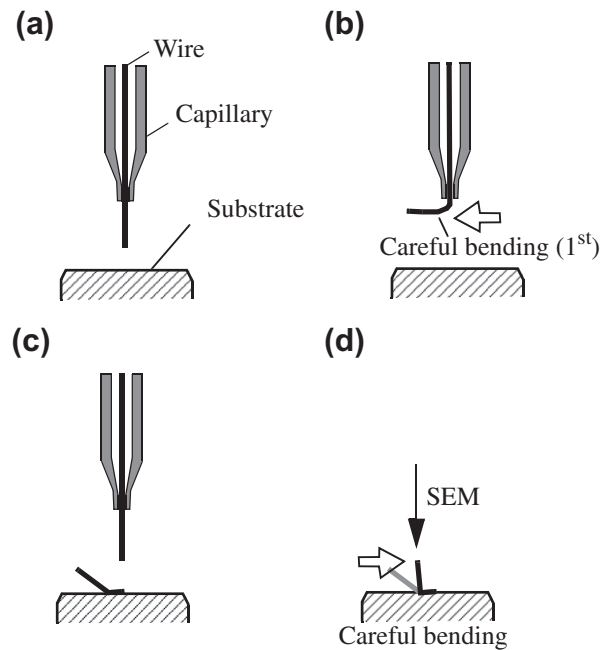 (a)
Wire
Capillary
Substrate
(b)
Careful bending (1st)
(c)
(d)
SEM
Careful bending